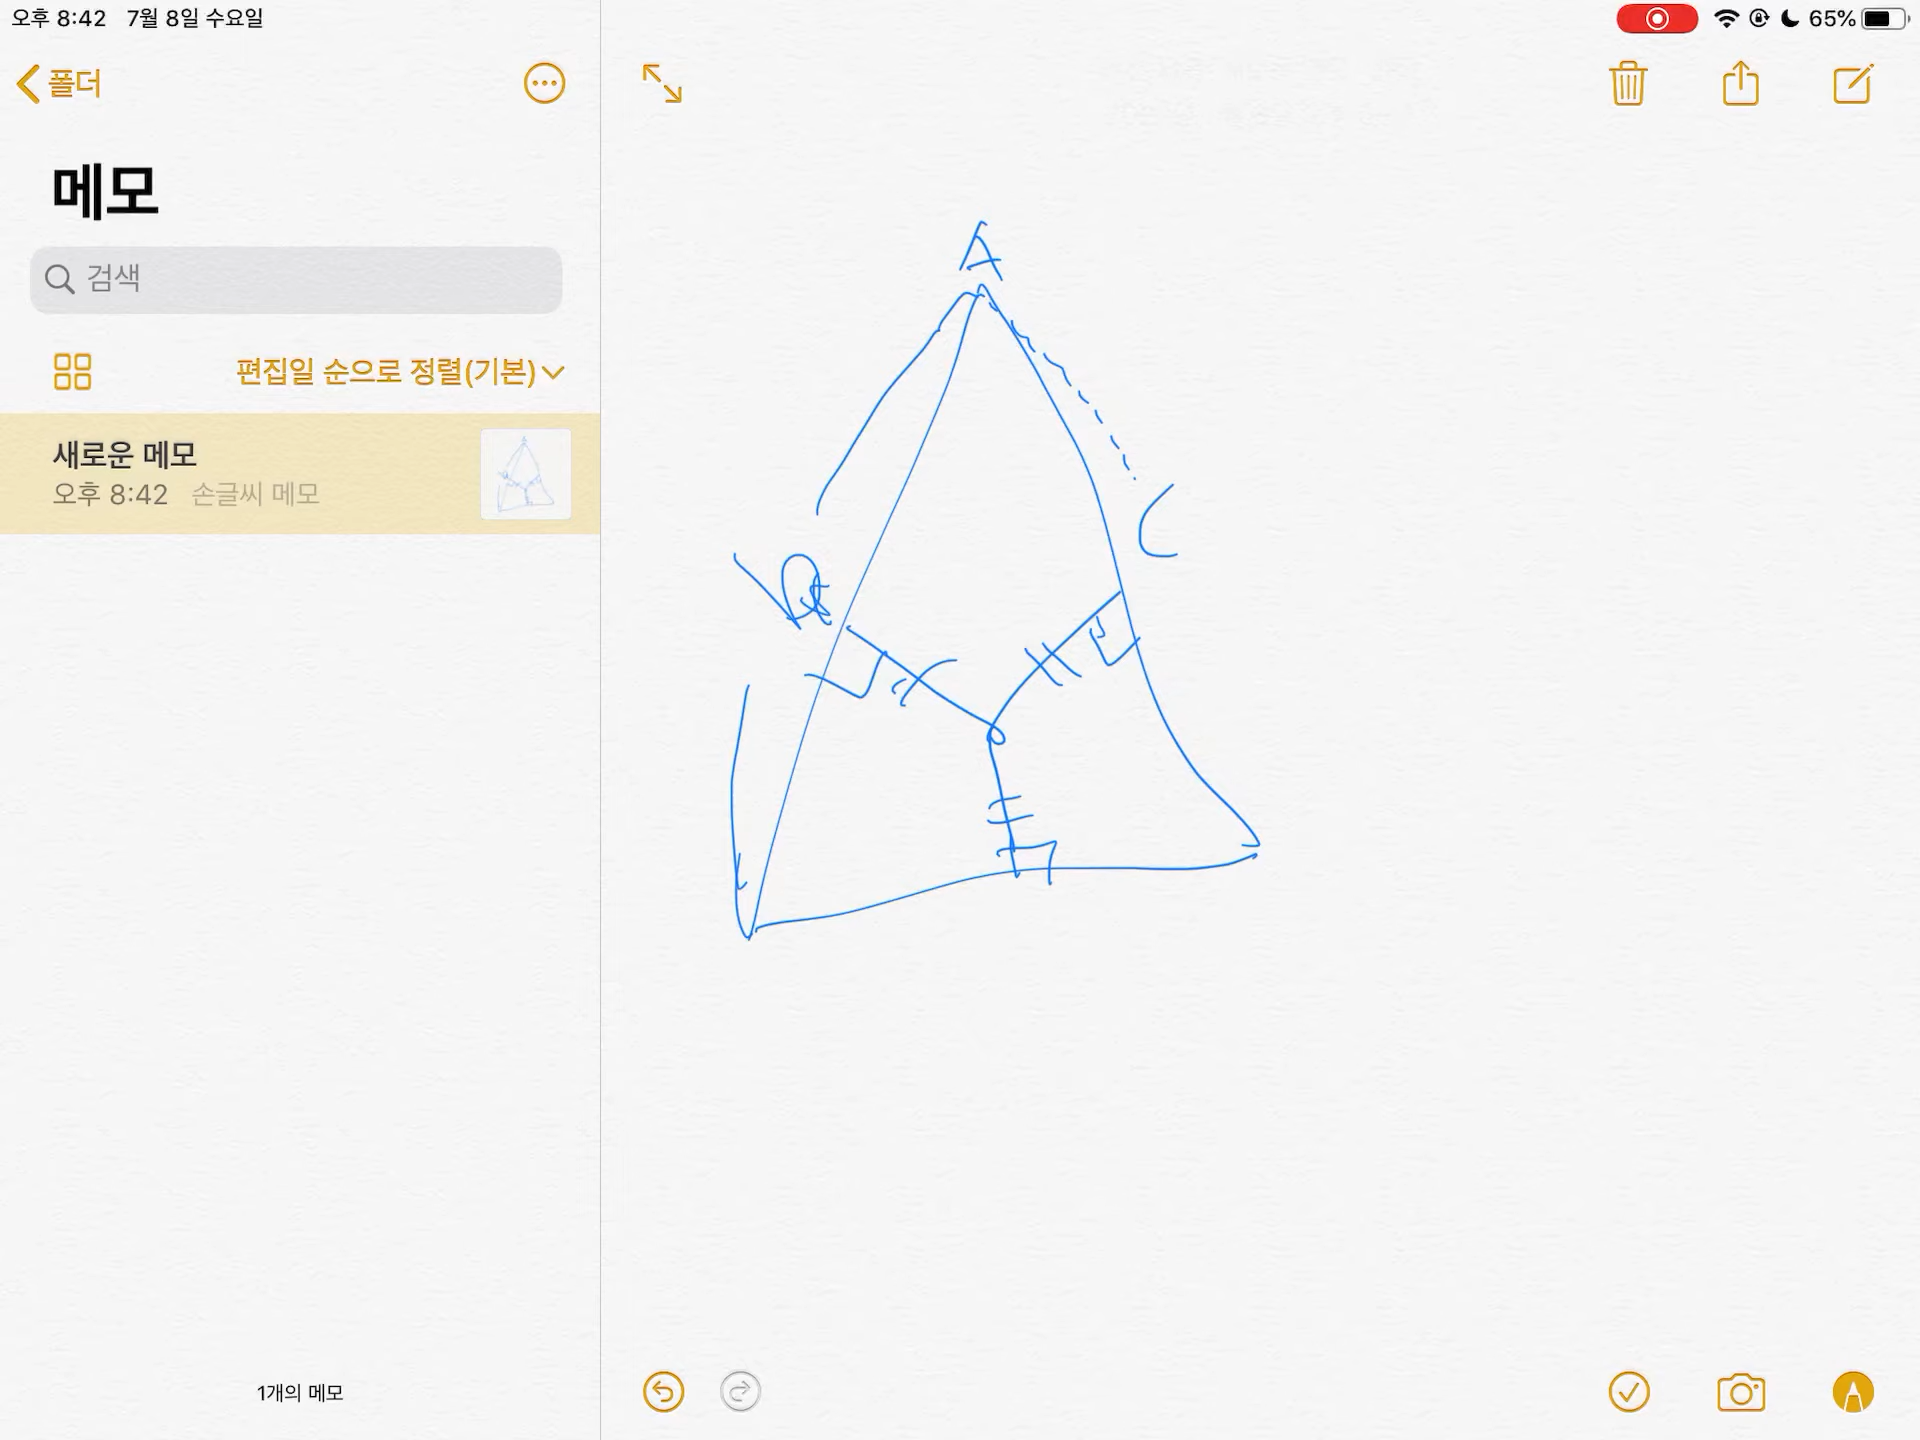 오후 8:42 7월 8일 수요일
65%
폴더
메모
검색
편집일 순으로 정렬(기본)
새로운 메모
오후 8:42 손글씨 메모
1개의 메모
A
C